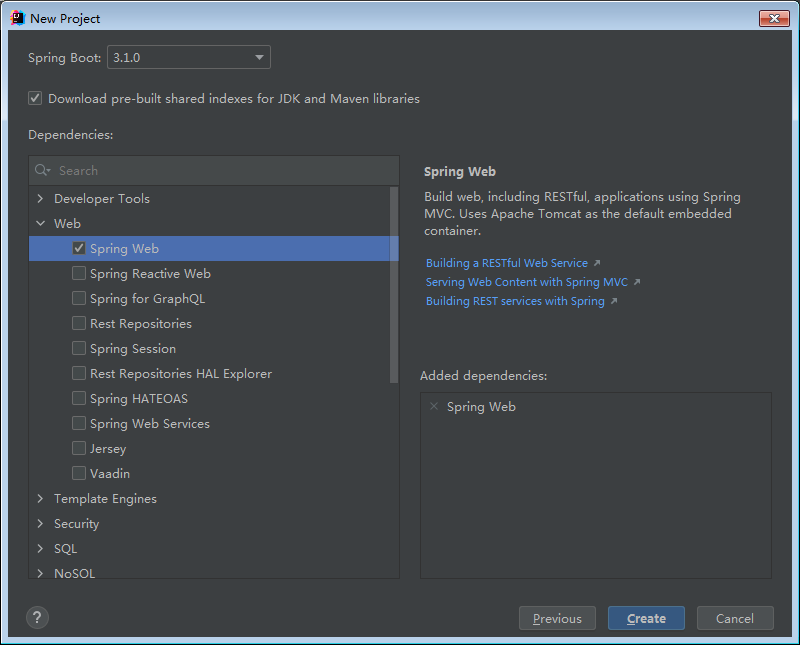 New Project
Spring Boot: 3.1.0
Download pre-built shared indexes for JDK and Maven libraries
Dependencies:
Search
Developer Tools
Web
Spring Web
Spring Reactive Web
Spring for GraphQL
Rest Repositories
Spring Session
Rest Repositories HAL Explorer
Spring HATEOAS
Spring Web Services
Jersey
Vaadin
Template Engines
Security
SQL
NoSQL
Spring Web
Build web, including RESTful, applications using Spring
MVC. Uses Apache Tomcat as the default embedded
container.
Building a RESTful Web Service
Serving Web Content with Spring MVC
Building REST services with Spring
Added dependencies:
Spring Web
?
Previous
Create
Cancel